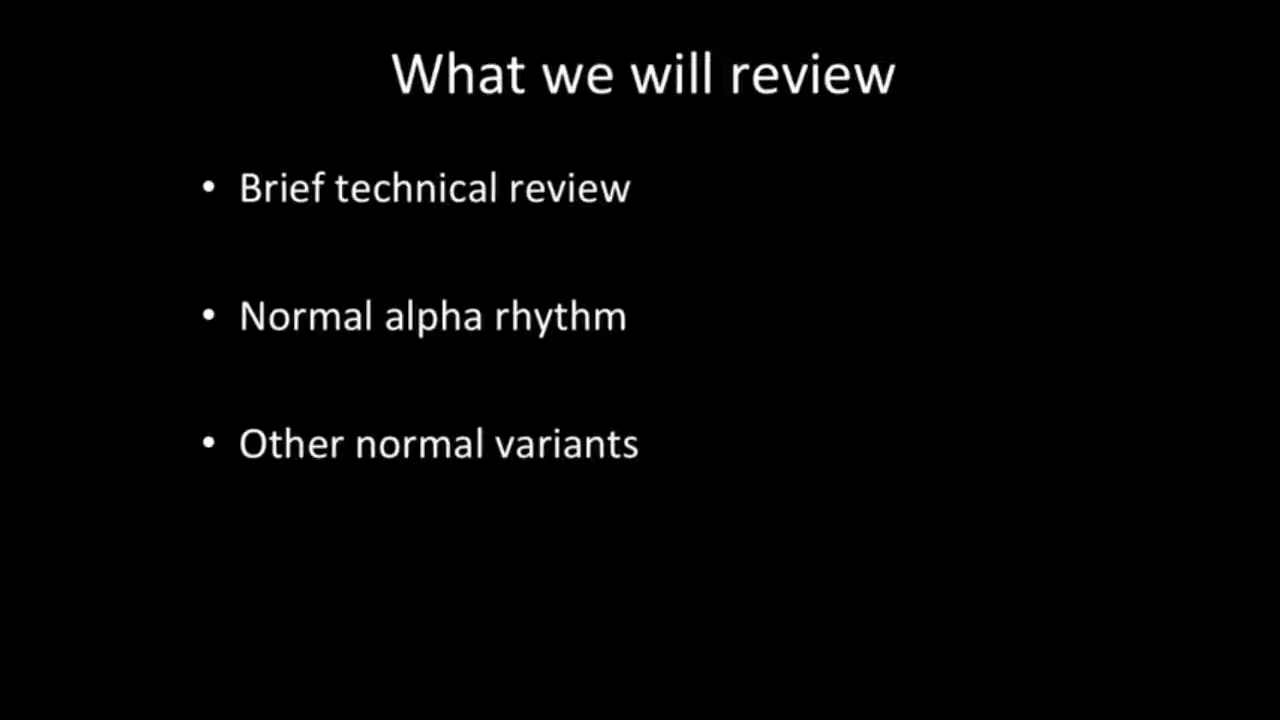 What we will review
• Brief technical review
• Normal alpha rhythm
• Other normal variants